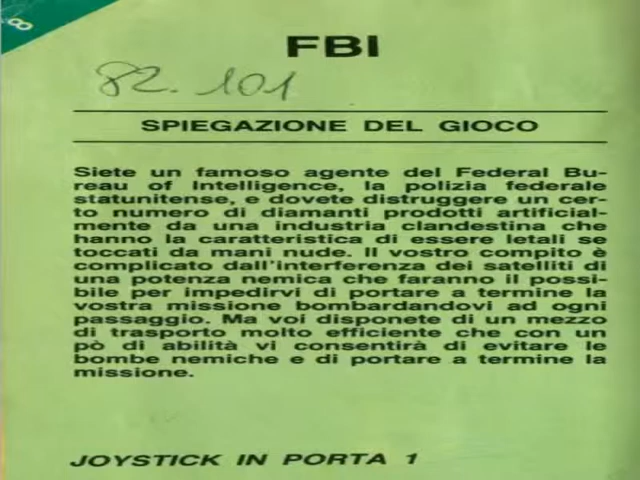 8
FBI
82.101
SPIEGAZIONE DEL GIOCO
Siete un famoso agente del Federal Bu-
reau of Intelligence, la polizia federale
statunitense, e dovete distruggere un cer-
to numero di diamanti prodotti artificial-
mente da una industria clandestina che
hanno la caratteristica di essere letali se
toccati da mani nude. Il vostro compito è
complicato dall'interferenza dei satelliti di
una potenza nemica che faranno il possi-
bile per impedirvi di portare a termine la
vostra missione bombardandovi ad ogni
passaggio. Ma voi disponete di un mezzo
di trasporto molto efficiente che con un
pò di abilità vi consentirà di evitare le
bombe nemiche e di portare a termine la
missione.
JOYSTICK IN PORTA 1